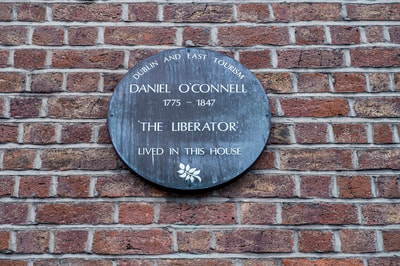 DUBLIN AND EAST TOURISM
DANIEL O'CONNELL
1775 – 1847
'THE LIBERATOR'
LIVED IN THIS HOUSE